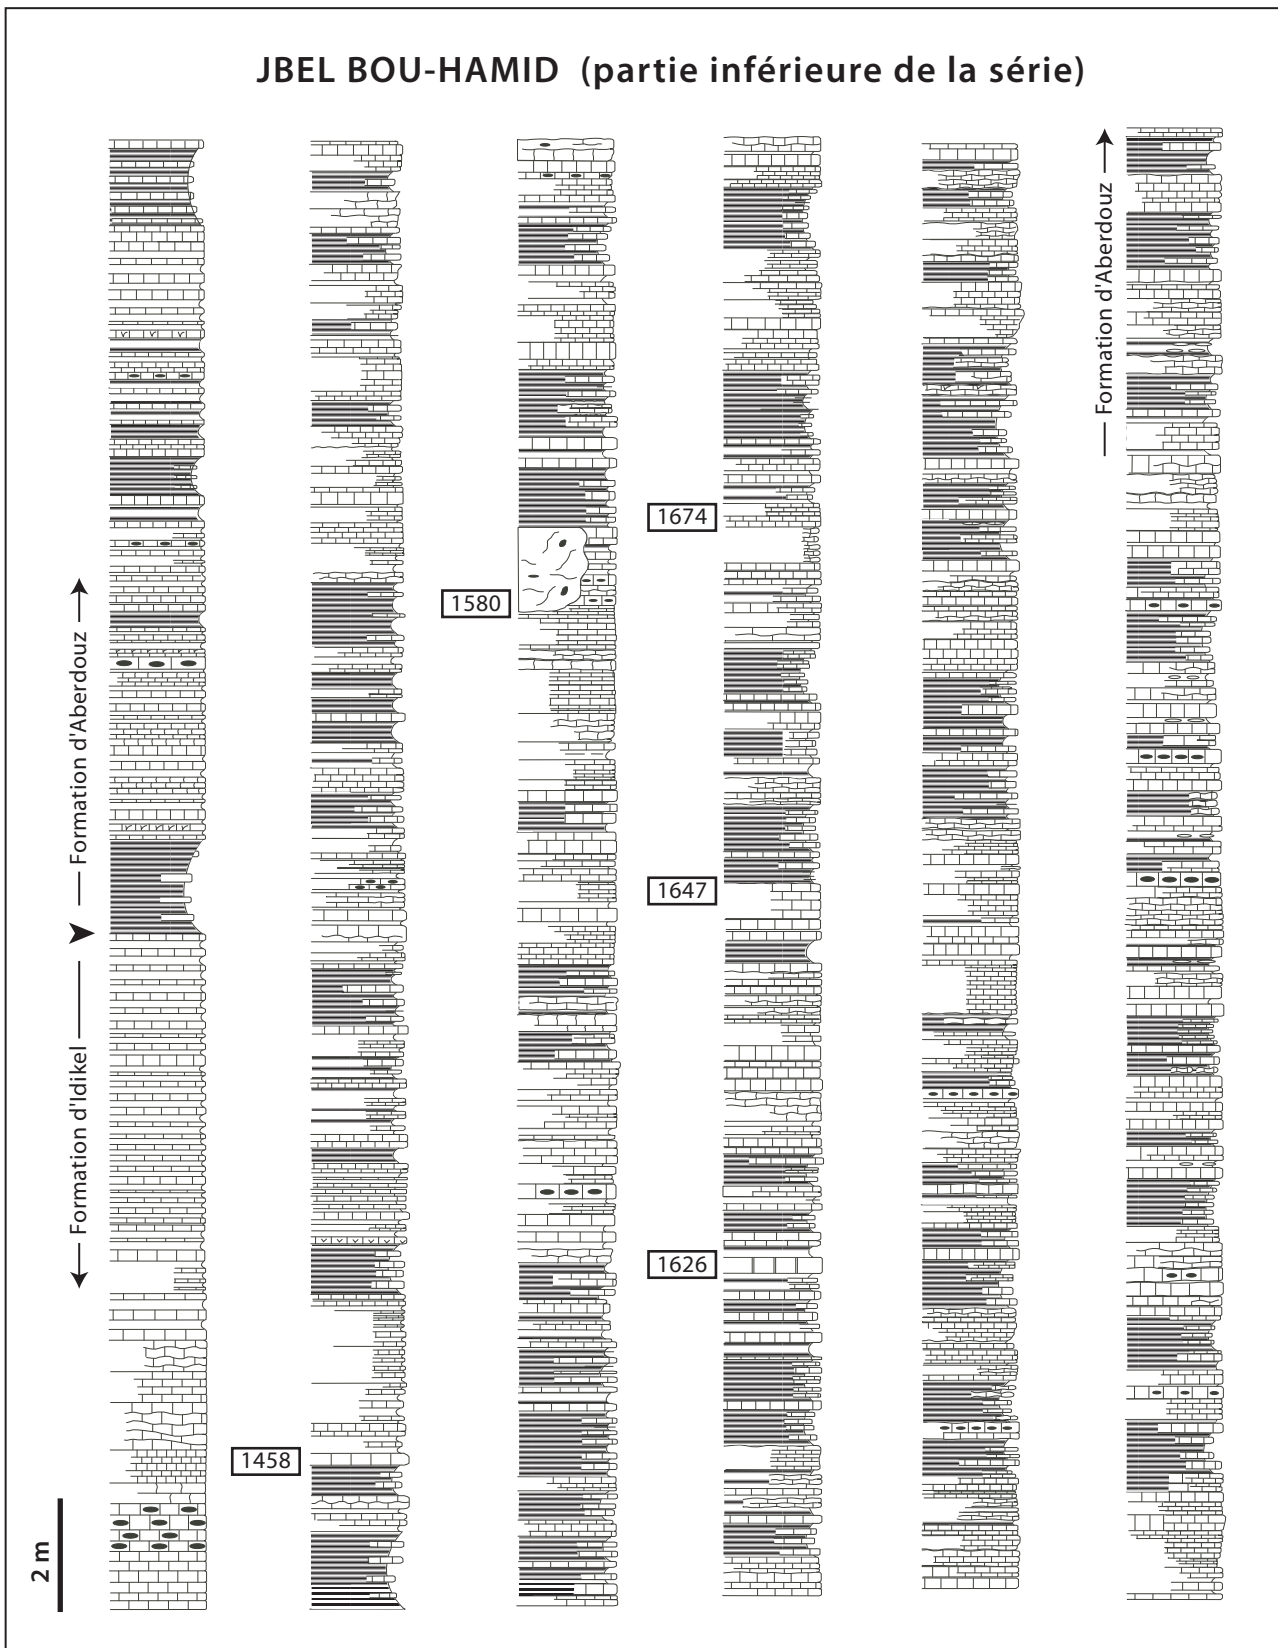 JBEL BOU-HAMID (partie inférieure de la série)
Formation d'Aberdouz
Formation d'Idikel
2 m
1458
1580
1674
1647
1626
Formation d'Aberdouz